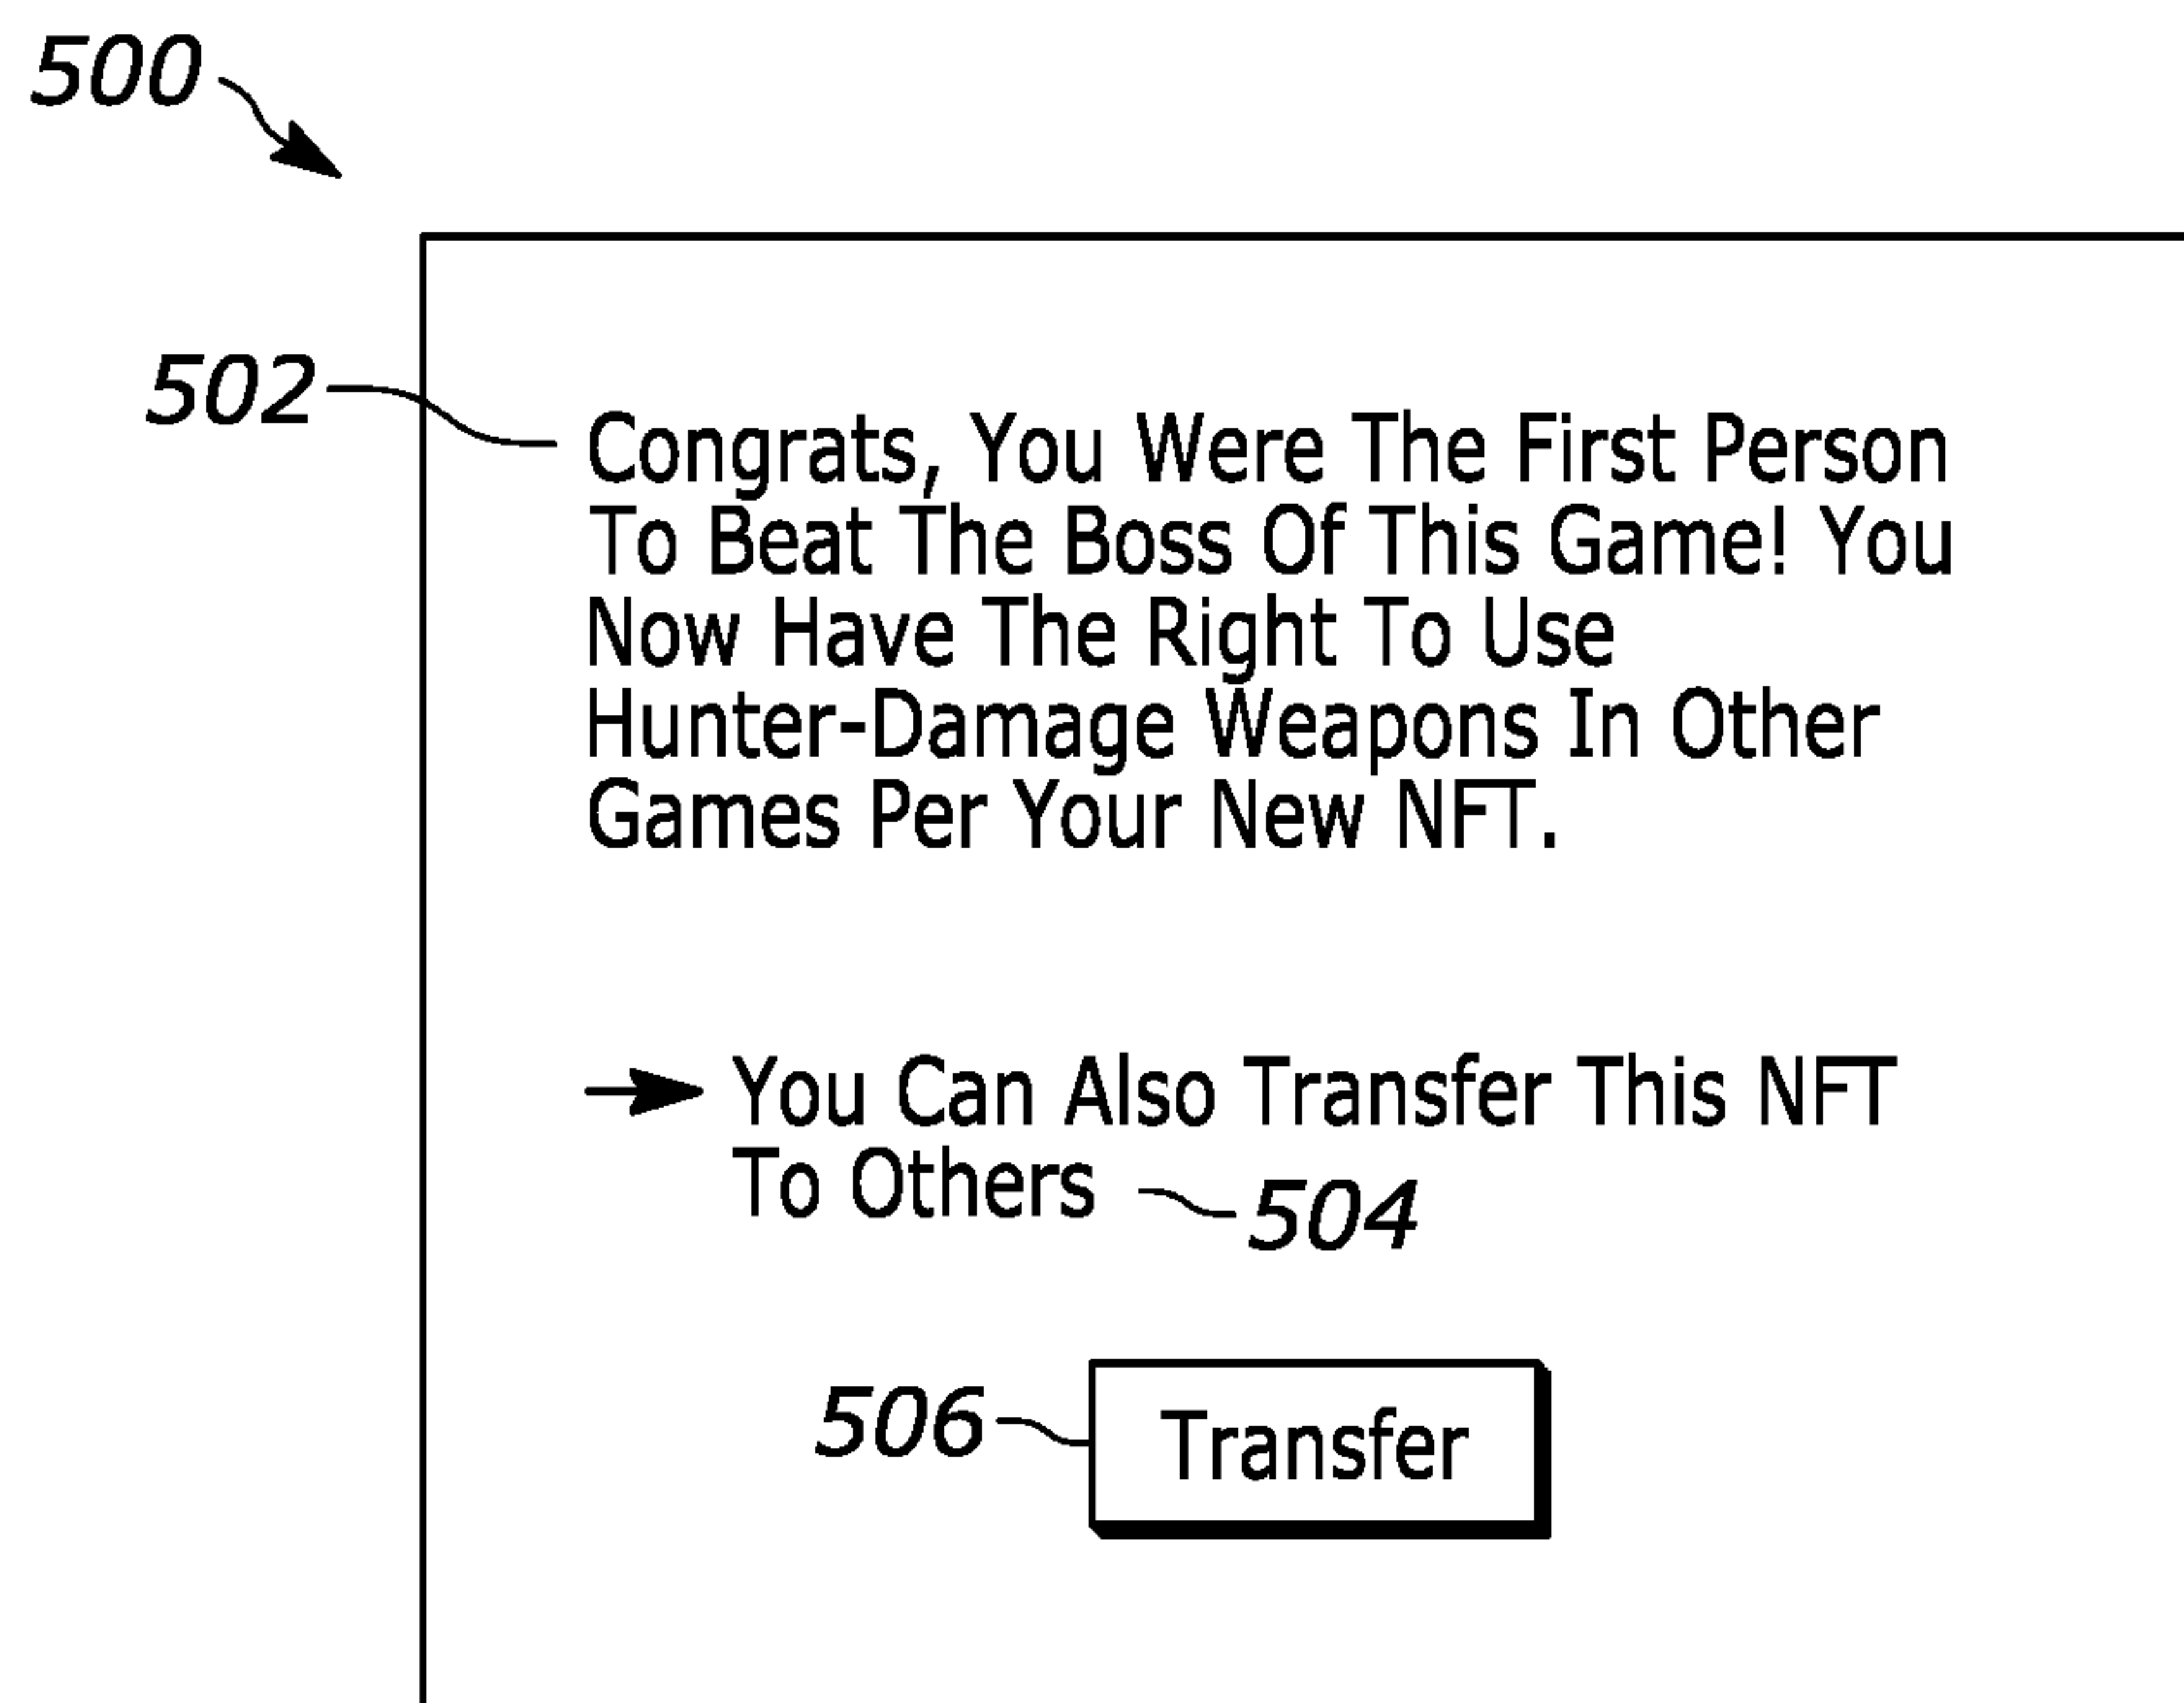 500
502
Congrats, You Were The First Person
To Beat The Boss Of This Game! You
Now Have The Right To Use
Hunter-Damage Weapons In Other
Games Per Your New NFT.
You Can Also Transfer This NFT
To Others
504
506
Transfer